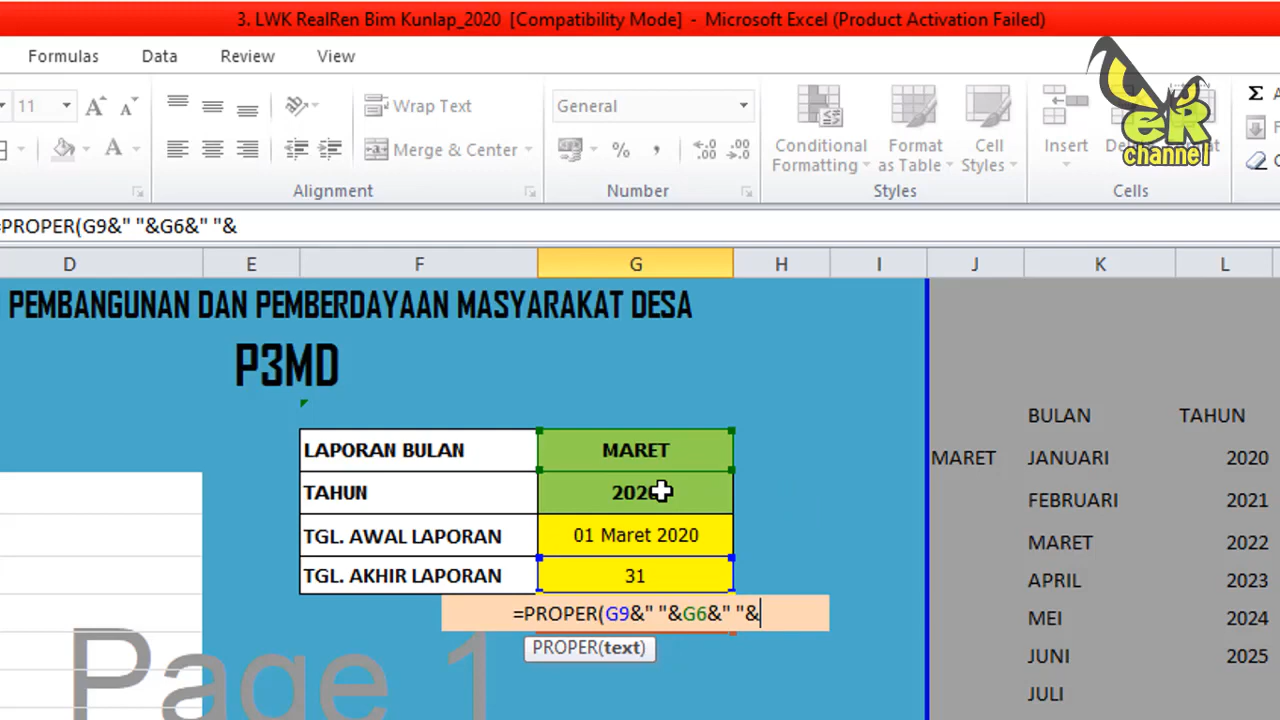 3. LWK RealRen Bim Kunlap_2020 [Compatibility Mode] - Microsoft Excel (Product Activation Failed)
Formulas Data Review View
11 A A Wrap Text General Conditional Formatting Format as Table Cell Styles Insert Σ
A Merge & Center % , .00 .0 .00
Alignment Number Styles Cells
eR channel
=PROPER(G9&" "&G6&" "&
D E F G H I J K L
PEMBANGUNAN DAN PEMBERDAYAAN MASYARAKAT DESA
P3MD
BULAN TAHUN
LAPORAN BULAN MARET MARET JANUARI 2020
TAHUN 202 FEBRUARI 2021
TGL. AWAL LAPORAN 01 Maret 2020 MARET 2022
TGL. AKHIR LAPORAN 31 APRIL 2023
=PROPER(G9&" "&G6&" "& MEI 2024
PROPER(text) JUNI 2025
Page 1 JULI